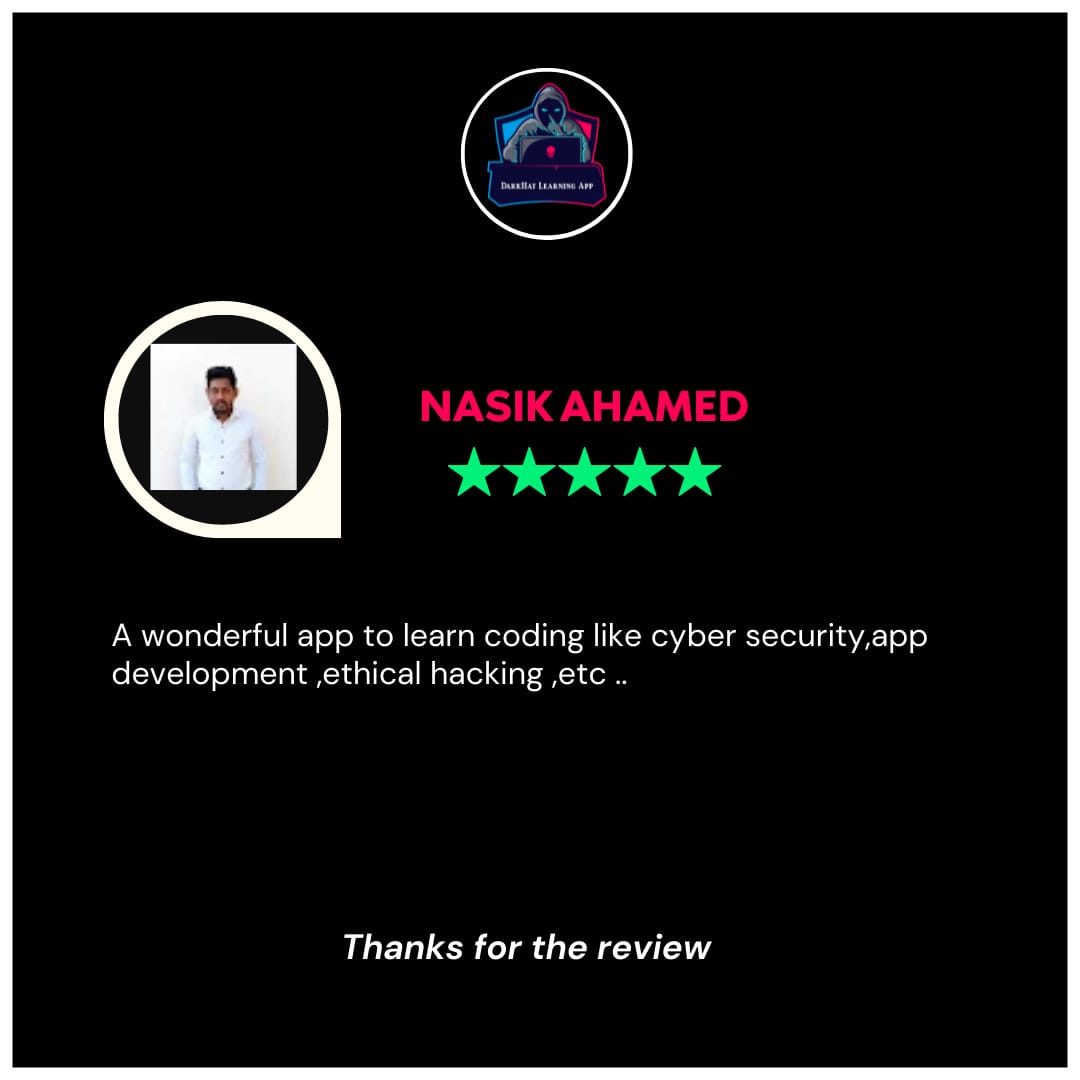 DarkHat Learning App
NASIK AHAMED
A wonderful app to learn coding like cyber security,app
development ,ethical hacking ,etc ..
Thanks for the review